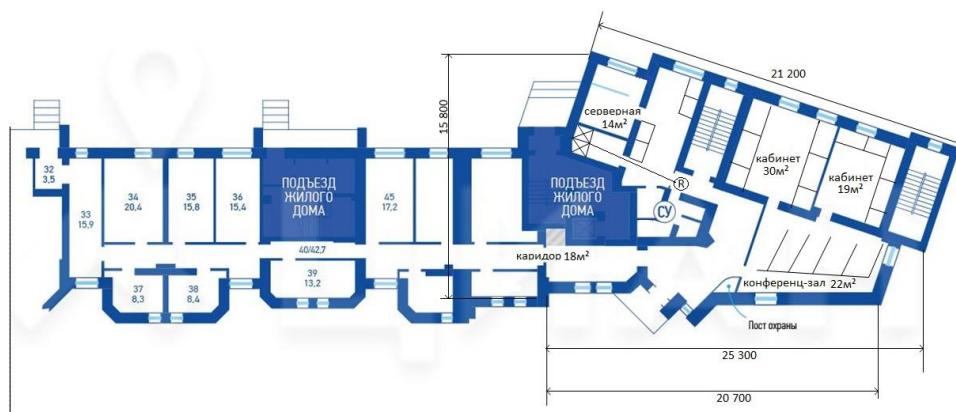 21 200
15 800
серверная
14м²
кабинет
30м²
кабинет
19м²
R
СУ
32
3,5
33
15,9
34
20,4
35
15,8
36
15,4
ПОДЪЕЗД
ЖИЛОГО
ДОМА
45
17,2
ПОДЪЕЗД
ЖИЛОГО
ДОМА
40/42,7
каридор 18м²
37
8,3
38
8,4
39
13,2
конференц-зал 22м²
Пост охраны
25 300
20 700